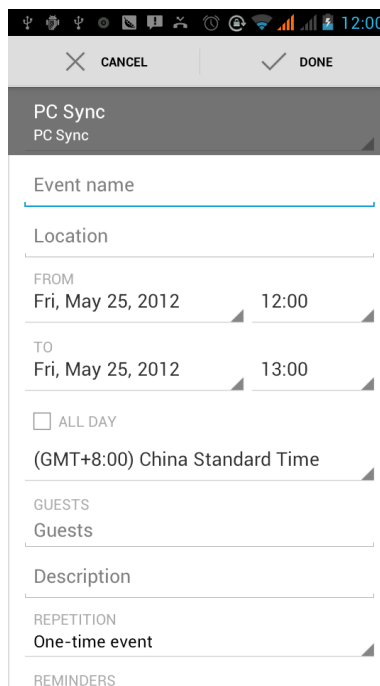 12:00
CANCEL DONE
PC Sync
PC Sync
Event name
Location
FROM
Fri, May 25, 2012 12:00
TO
Fri, May 25, 2012 13:00
ALL DAY
(GMT+8:00) China Standard Time
GUESTS
Guests
Description
REPETITION
One-time event
REMINDERS